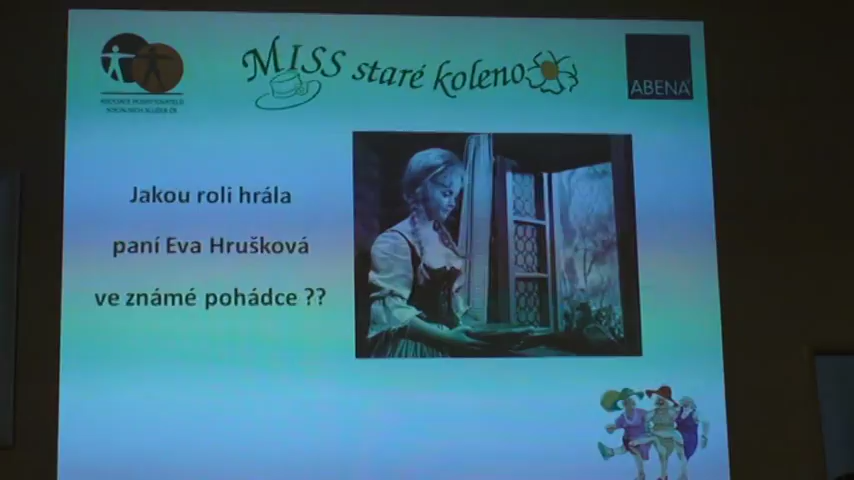 MISS staré koleno
ABENA
Jakou roli hrála
paní Eva Hrušková
ve známé pohádce ??